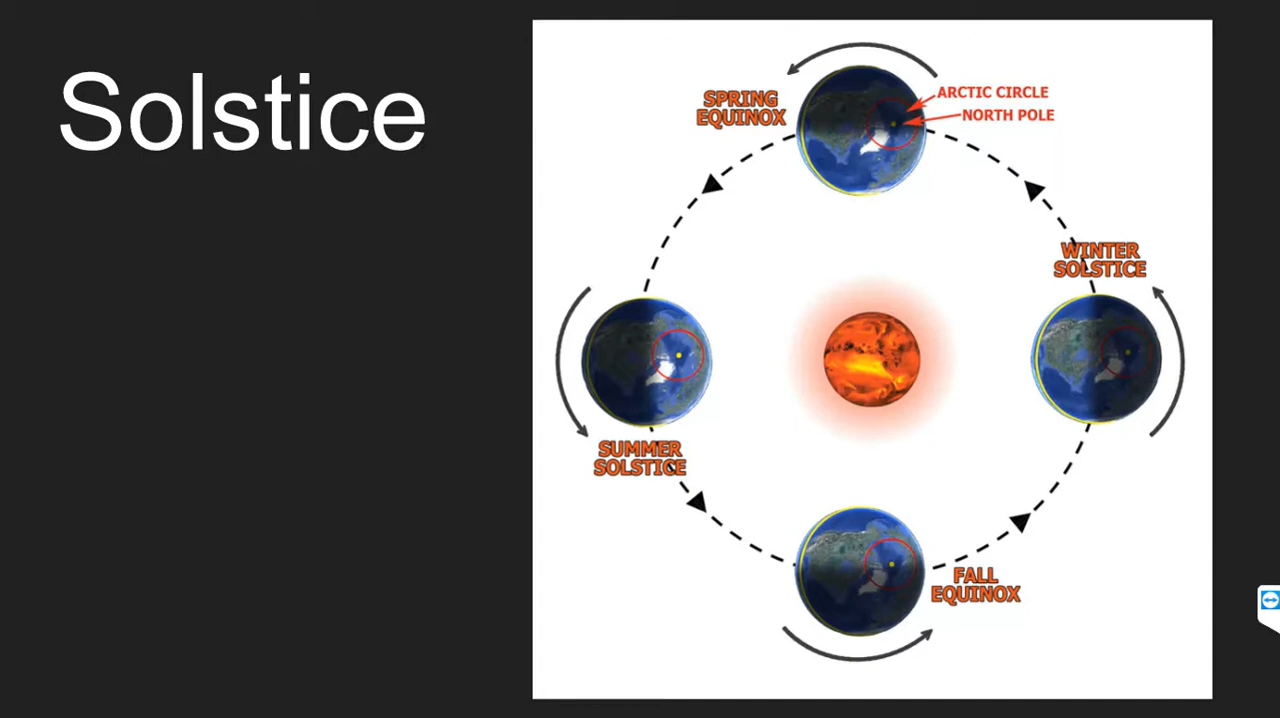 Solstice
SPRING
EQUINOX
ARCTIC CIRCLE
NORTH POLE
WINTER
SOLSTICE
SUMMER
SOLSTICE
FALL
EQUINOX